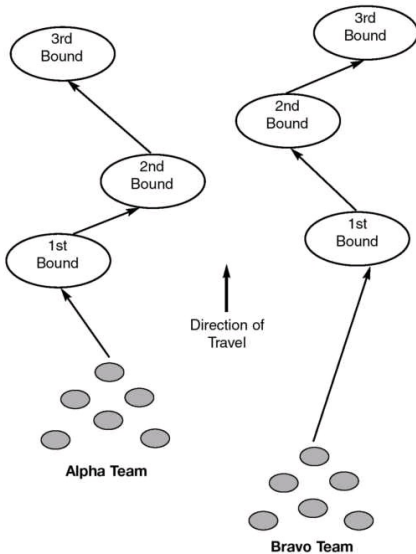 3rd
Bound
3rd
Bound
2nd
Bound
2nd
Bound
1st
Bound
1st
Bound
Direction of
Travel
Alpha Team
Bravo Team